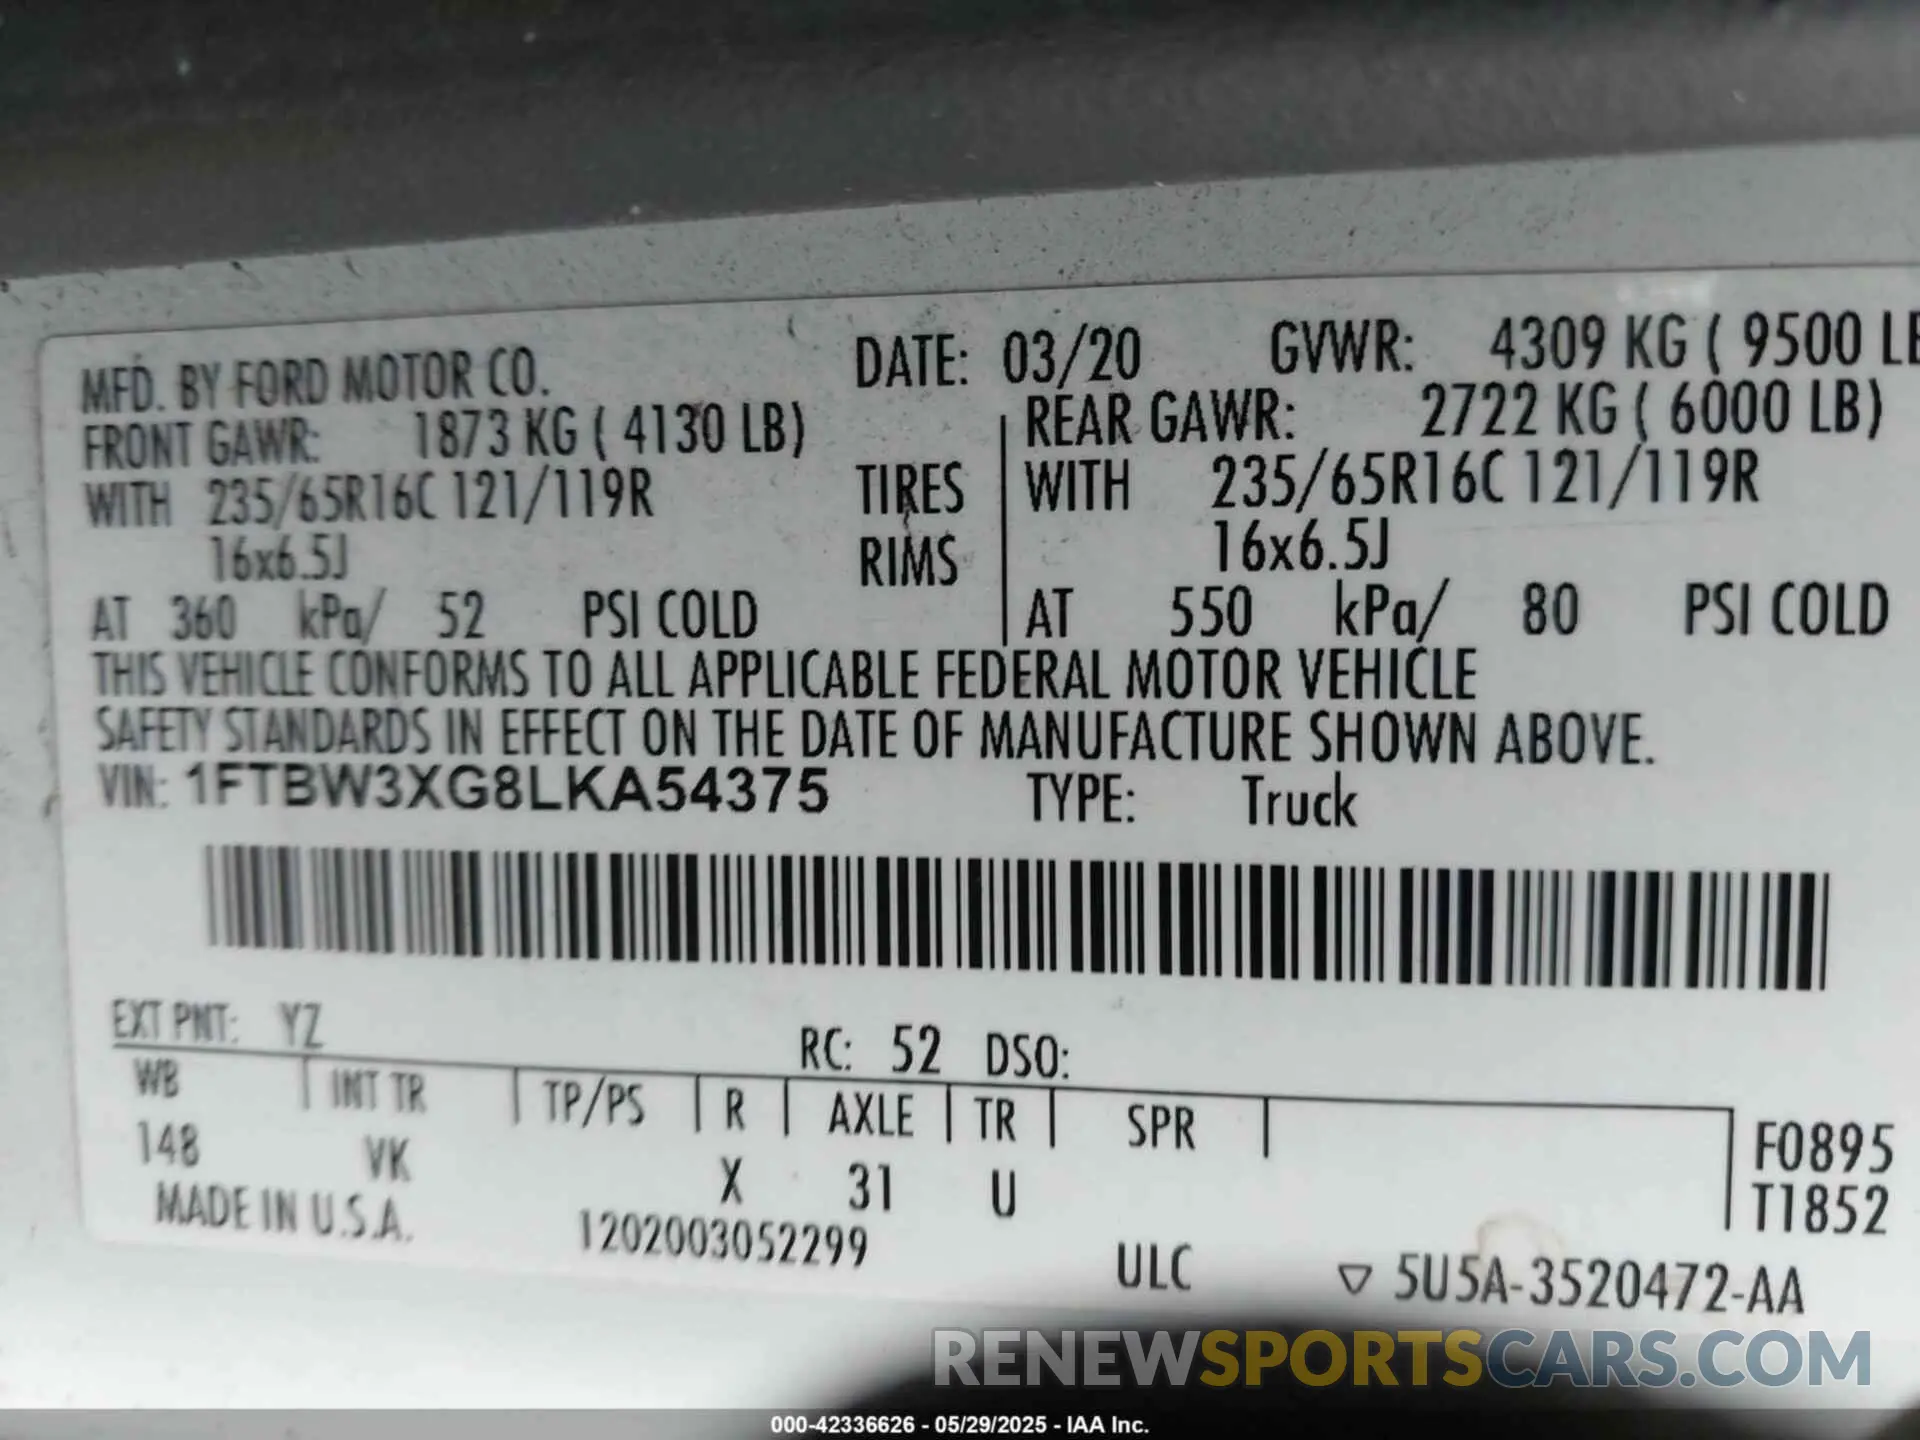 MFD. BY FORD MOTOR CO. DATE: 03/20 GVWR: 4309 KG ( 9500 LB
FRONT GAWR: 1873 KG ( 4130 LB) REAR GAWR: 2722 KG ( 6000 LB)
WITH 235/65R16C 121/119R TIRES WITH 235/65R16C 121/119R
16x6.5J RIMS 16x6.5J
AT 360 kPa/ 52 PSI COLD AT 550 kPa/ 80 PSI COLD
THIS VEHICLE CONFORMS TO ALL APPLICABLE FEDERAL MOTOR VEHICLE
SAFETY STANDARDS IN EFFECT ON THE DATE OF MANUFACTURE SHOWN ABOVE.
VIN: 1FTBW3XG8LKA54375 TYPE: Truck
EXT PNT: YZ RC: 52 DSO:
WB INT TR TP/PS R AXLE TR SPR
148 VK X 31 U
F0895
T1852
MADE IN U.S.A. 1202003052299 ULC ▽ 5U5A-3520472-AA
RENEWSPORTSCARS.COM
000-42336626 - 05/29/2025 - IAA Inc.